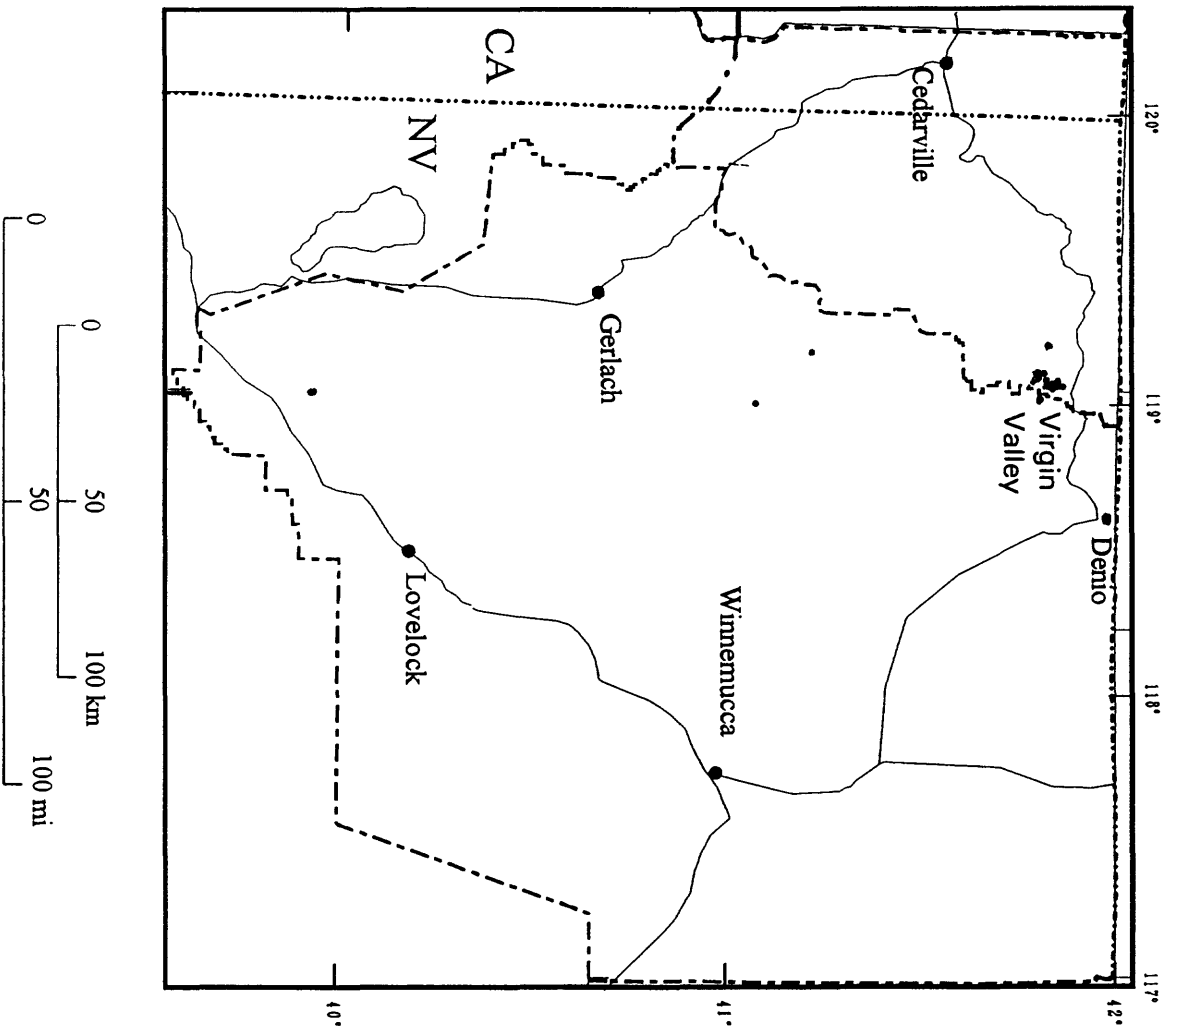 120°
119°
118°
117°
42°
41°
40°
CA
NV
Cedarville
Virgin
Valley
Denio
Gerlach
Winnemucca
Lovelock
0
50
100 km
0
50
100 mi